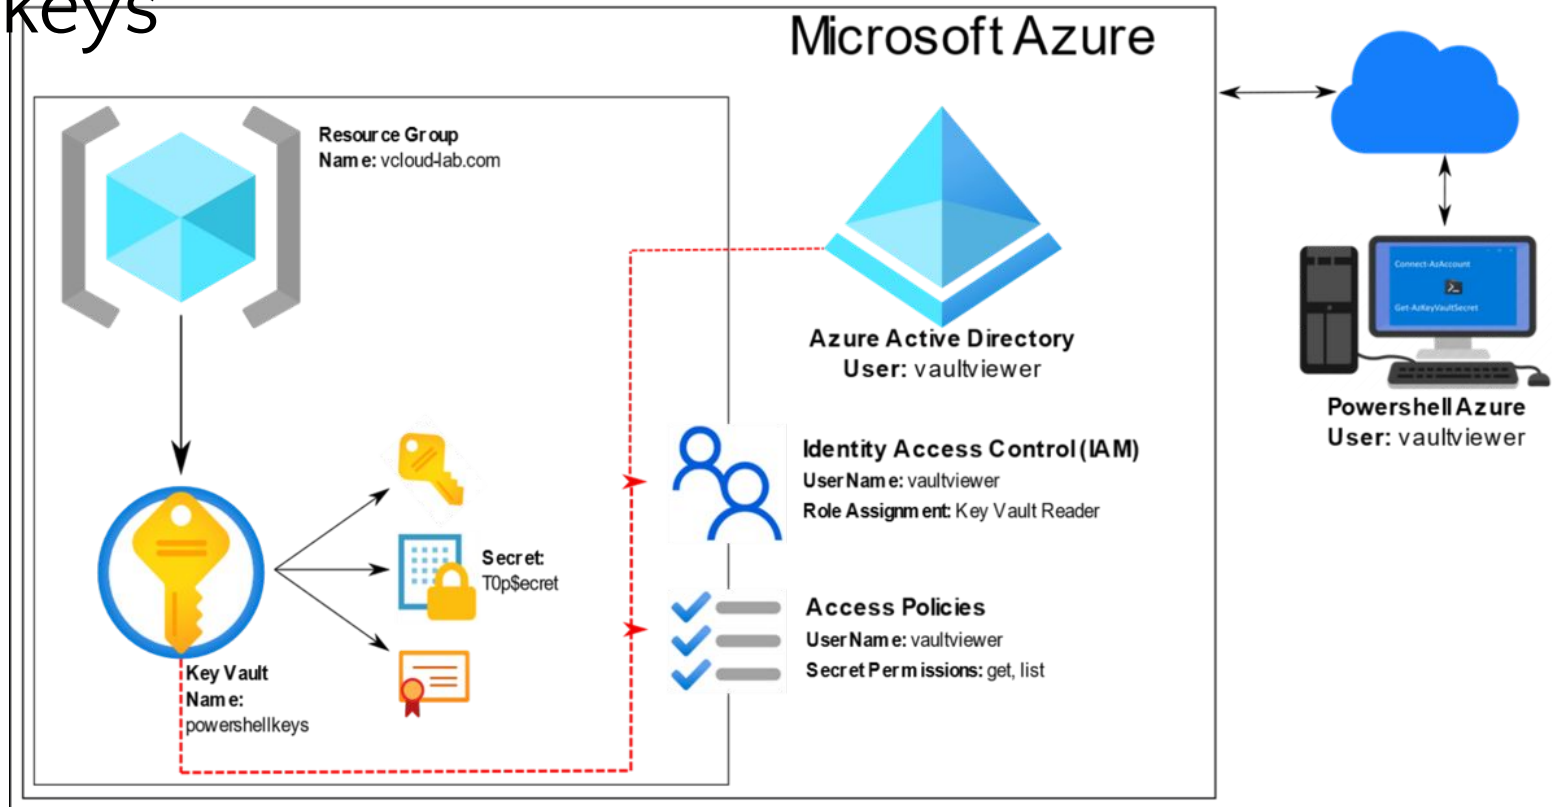 keys
Microsoft Azure
Resource Group
Name: vcloud-lab.com
Connect-AzAccount
Get-AzKeyVaultSecret
Azure Active Directory
User: vaultviewer
Powershell Azure
User: vaultviewer
Identity Access Control (IAM)
User Name: vaultviewer
Role Assignment: Key Vault Reader
Secret:
T0p$ecret
Access Policies
User Name: vaultviewer
Secret Permissions: get, list
Key Vault
Name:
powershellkeys